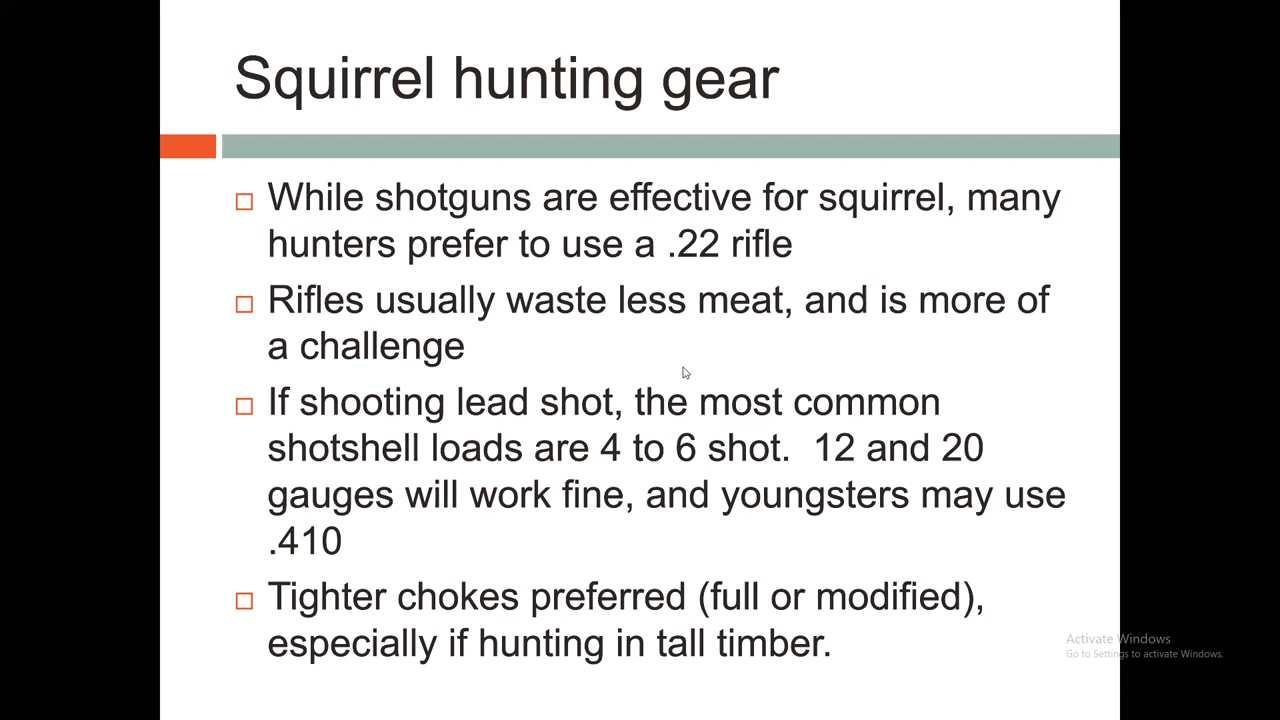 Squirrel hunting gear
While shotguns are effective for squirrel, many
hunters prefer to use a .22 rifle
Rifles usually waste less meat, and is more of
a challenge
If shooting lead shot, the most common
shotshell loads are 4 to 6 shot.  12 and 20
gauges will work fine, and youngsters may use
.410
Tighter chokes preferred (full or modified),
especially if hunting in tall timber.
Activate Windows
Go to Settings to activate Windows.